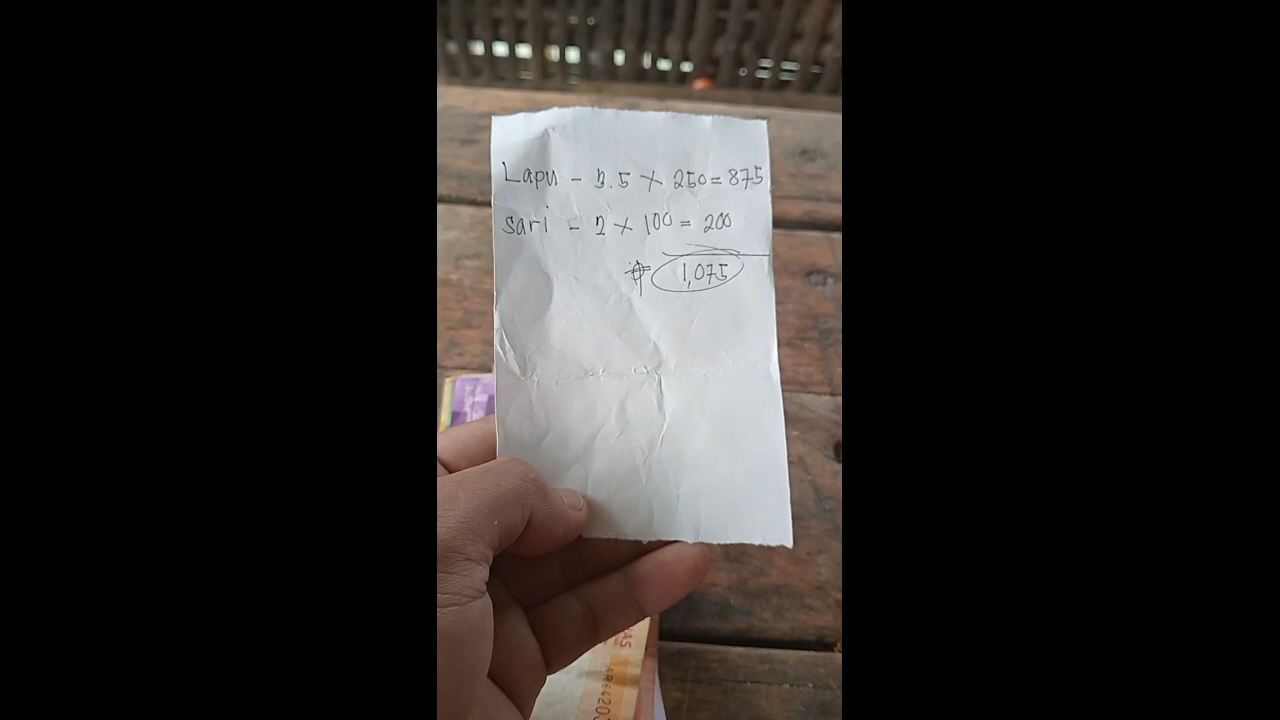 Lapu - 3.5 × 250 = 875
Sari - 2 × 100 = 200
₱ 1,075